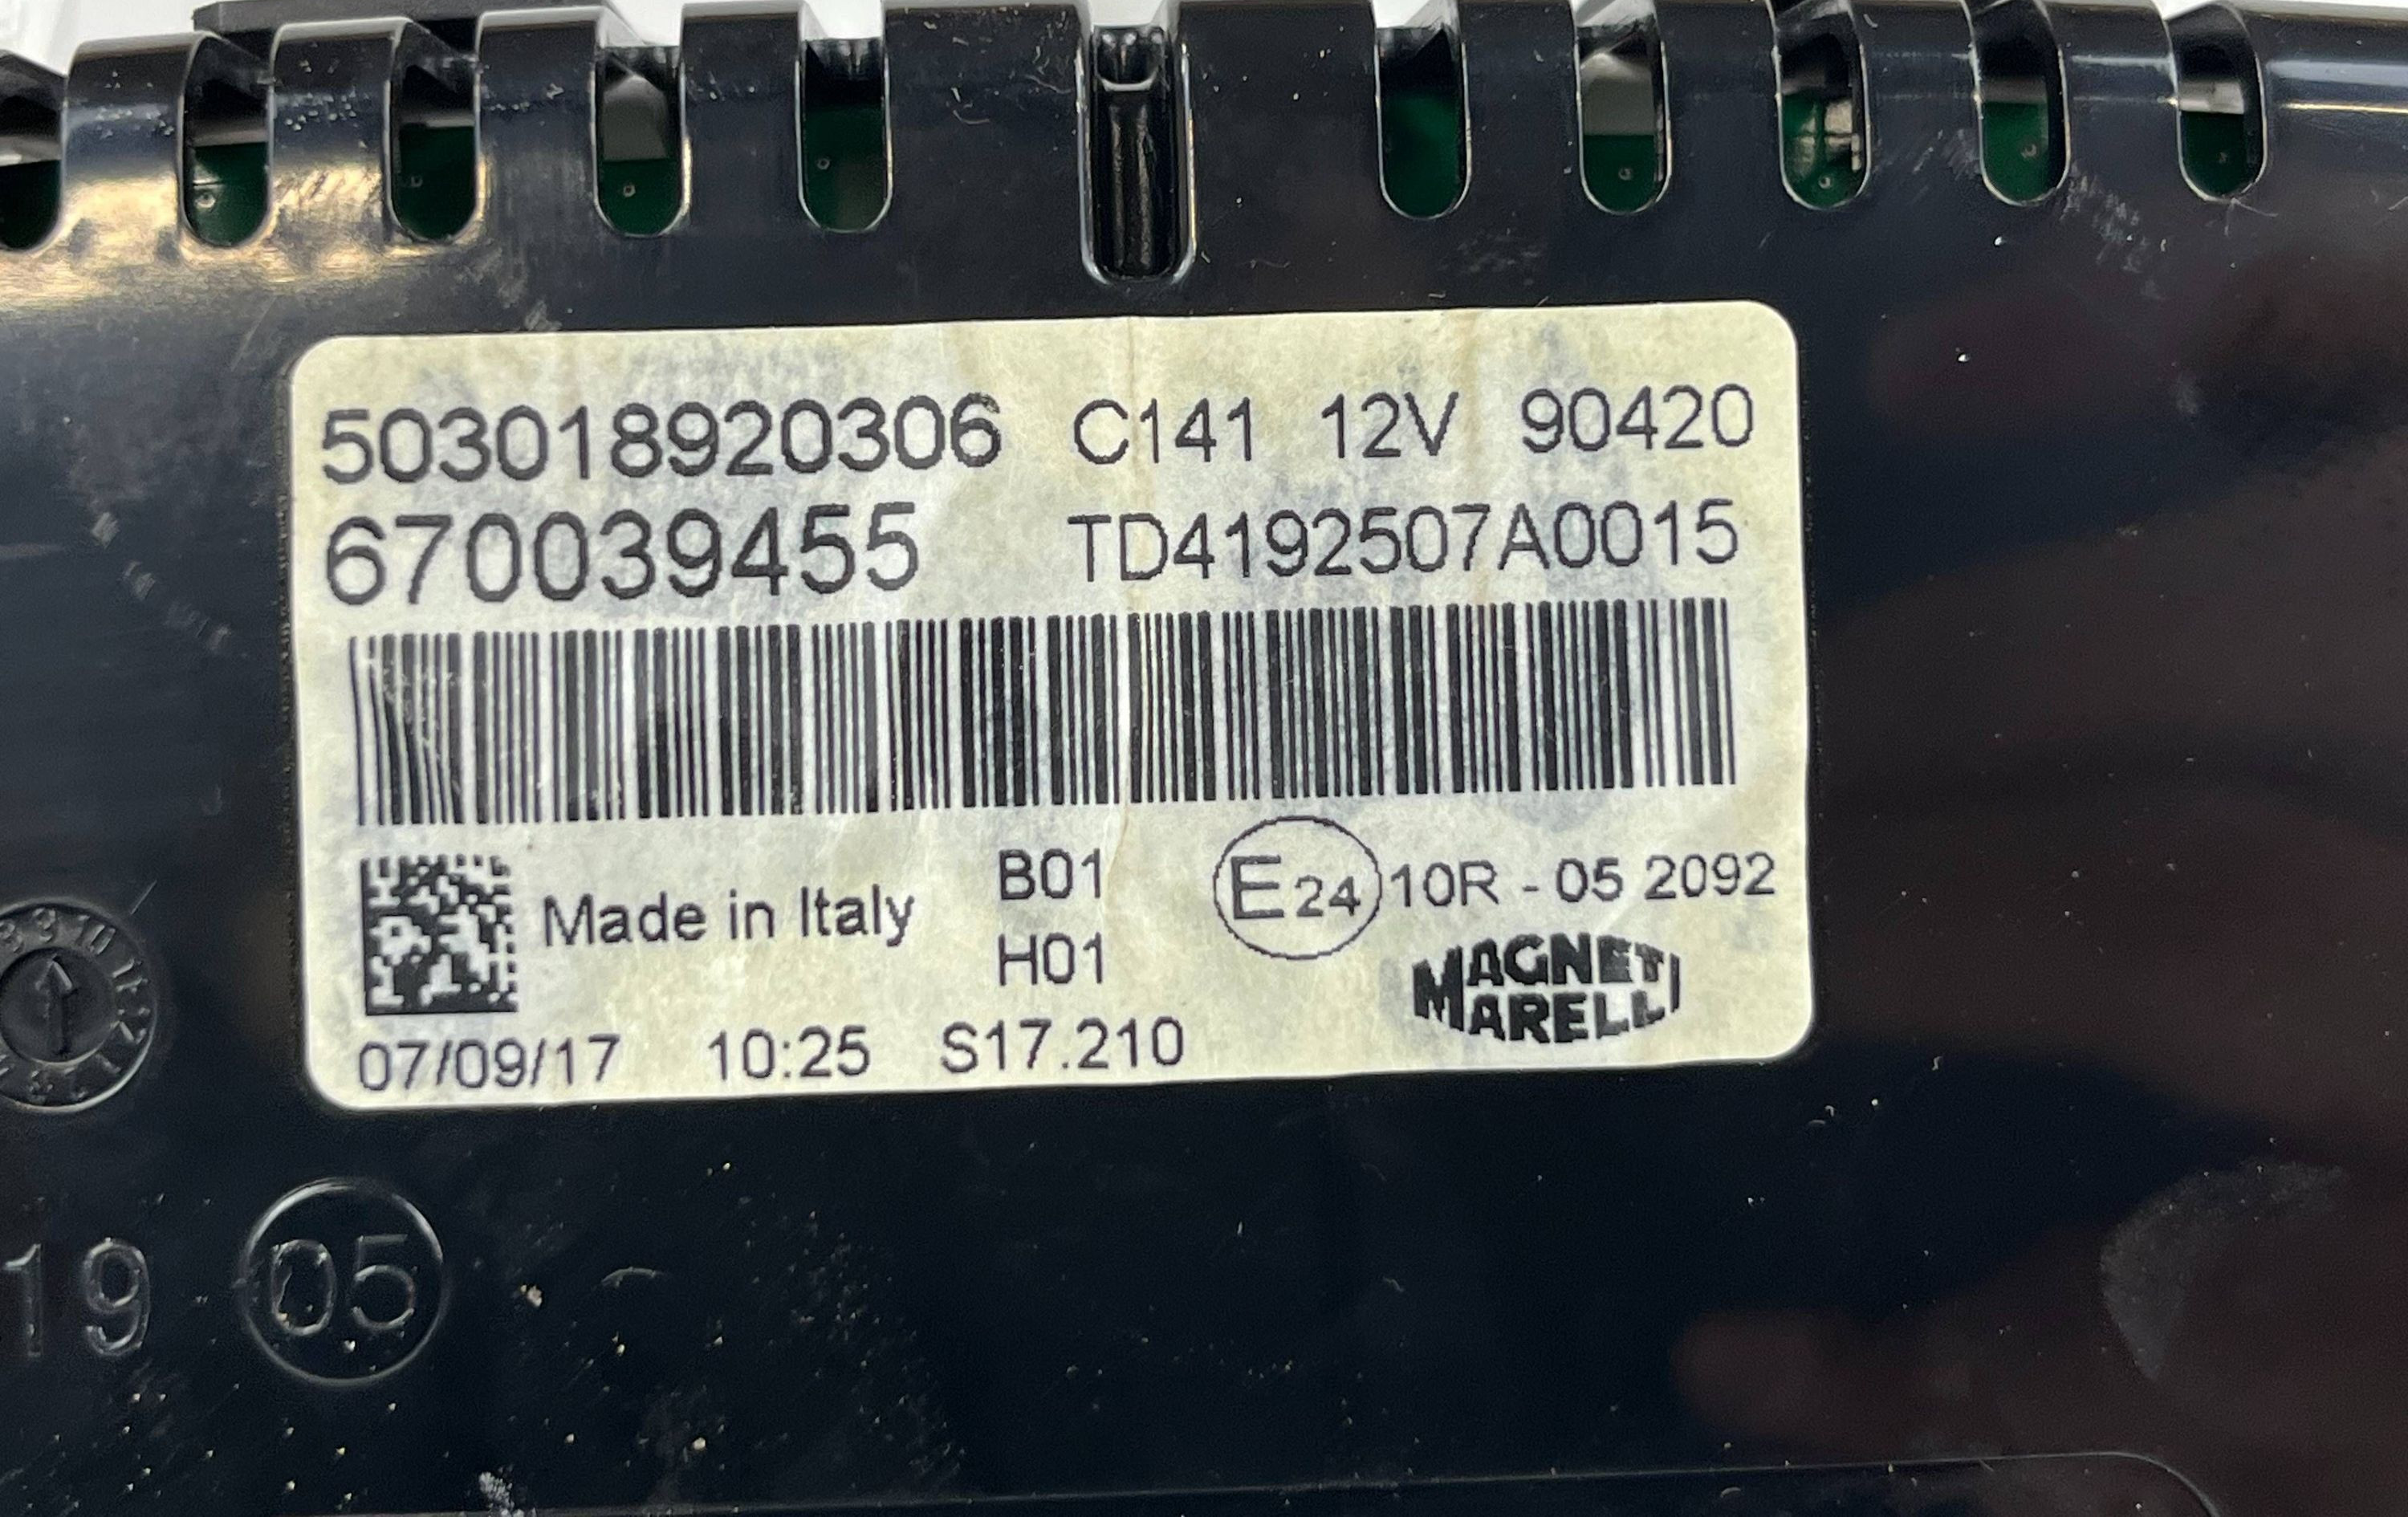 503018920306 C141 12V 90420
670039455 TD4192507A0015
Made in Italy
B01
H01
E24 10R - 05 2092
MAGNETI
MARELLI
07/09/17 10:25 S17.210
19 05